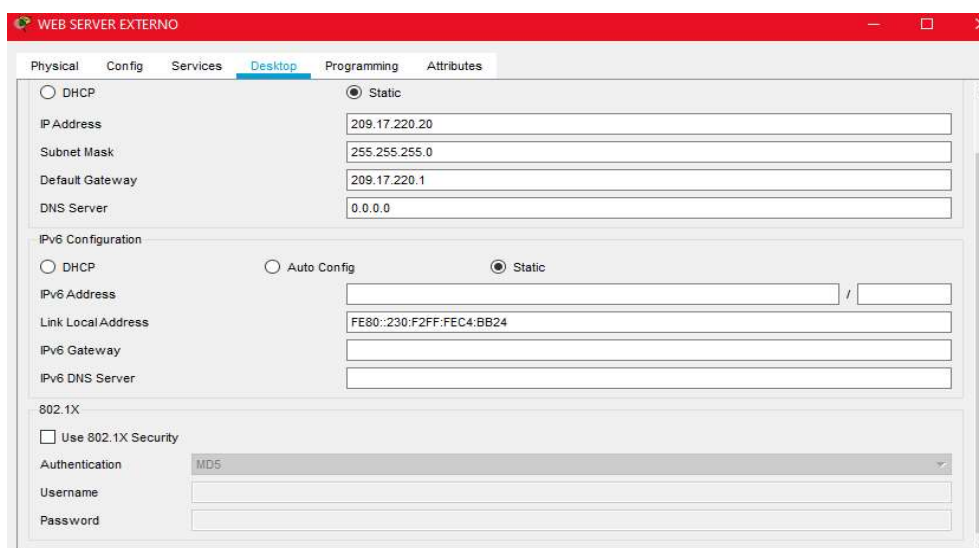 WEB SERVER EXTERNO
Physical Config Services Desktop Programming Attributes
DHCP Static
IP Address 209.17.220.20
Subnet Mask 255.255.255.0
Default Gateway 209.17.220.1
DNS Server 0.0.0.0
IPv6 Configuration
DHCP Auto Config Static
IPv6 Address /
Link Local Address FE80::230:F2FF:FEC4:BB24
IPv6 Gateway
IPv6 DNS Server
802.1X
Use 802.1X Security
Authentication MD5
Username
Password